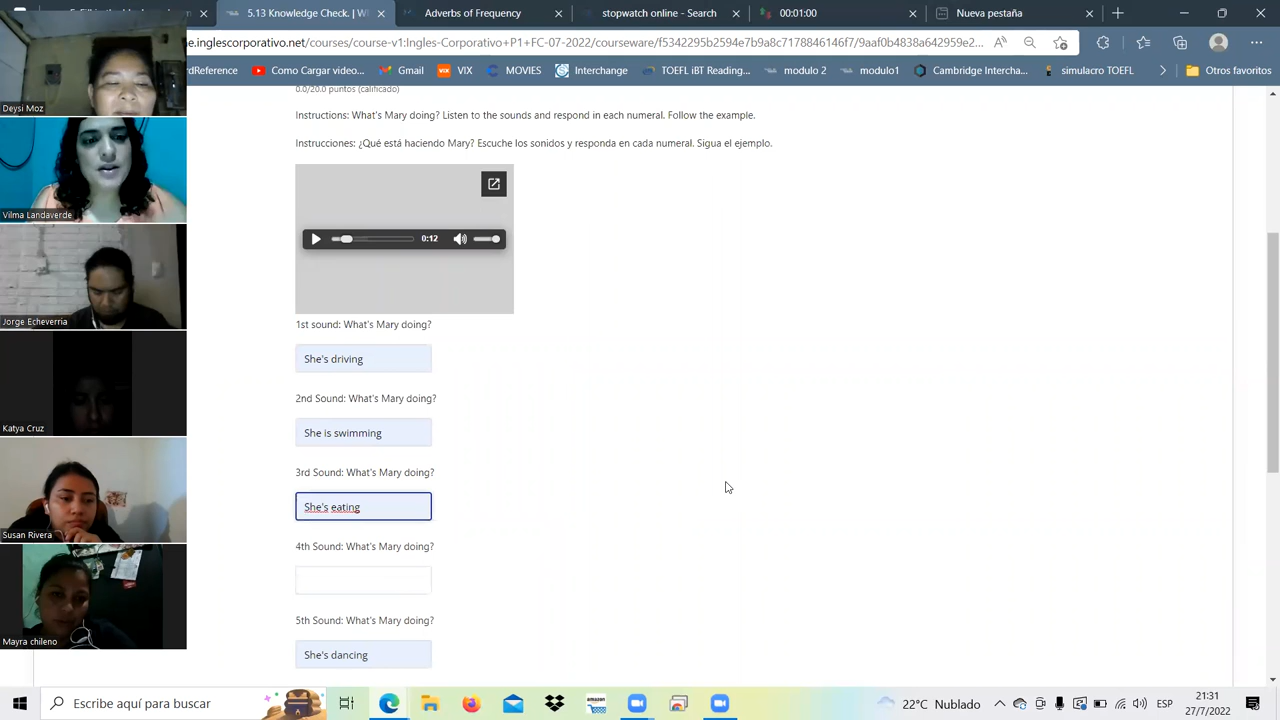 5.13 Knowledge Check |
Adverbs of Frequency
stopwatch online - Search
00:01:00
Nueva pestaña
e.inglescorporativo.net/courses/course-v1:Ingles-Corporativo+P1+FC-07-2022/courseware/f5342295b2594e7b9a8c7178846146f7/9aaf0b4838a642959e2...
rdReference
Como Cargar video...
Gmail
VIX
MOVIES
Interchange
TOEFL iBT Reading...
modulo 2
modulo1
Cambridge Intercha...
simulacro TOEFL
Otros favoritos
0.0/20.0 puntos (calificado)
Instructions: What's Mary doing? Listen to the sounds and respond in each numeral. Follow the example.
Instrucciones: ¿Qué está haciendo Mary? Escuche los sonidos y responda en cada numeral. Sigua el ejemplo.
0:12
1st sound: What's Mary doing?
She's driving
2nd Sound: What's Mary doing?
She is swimming
3rd Sound: What's Mary doing?
She's eating
4th Sound: What's Mary doing?
5th Sound: What's Mary doing?
She's dancing
Deysi Moz
Vilma Landaverde
Jorge Echeverria
Katya Cruz
Susan Rivera
Mayra chileno
Escribe aquí para buscar
amazon
22°C Nublado
ESP
21:31
27/7/2022